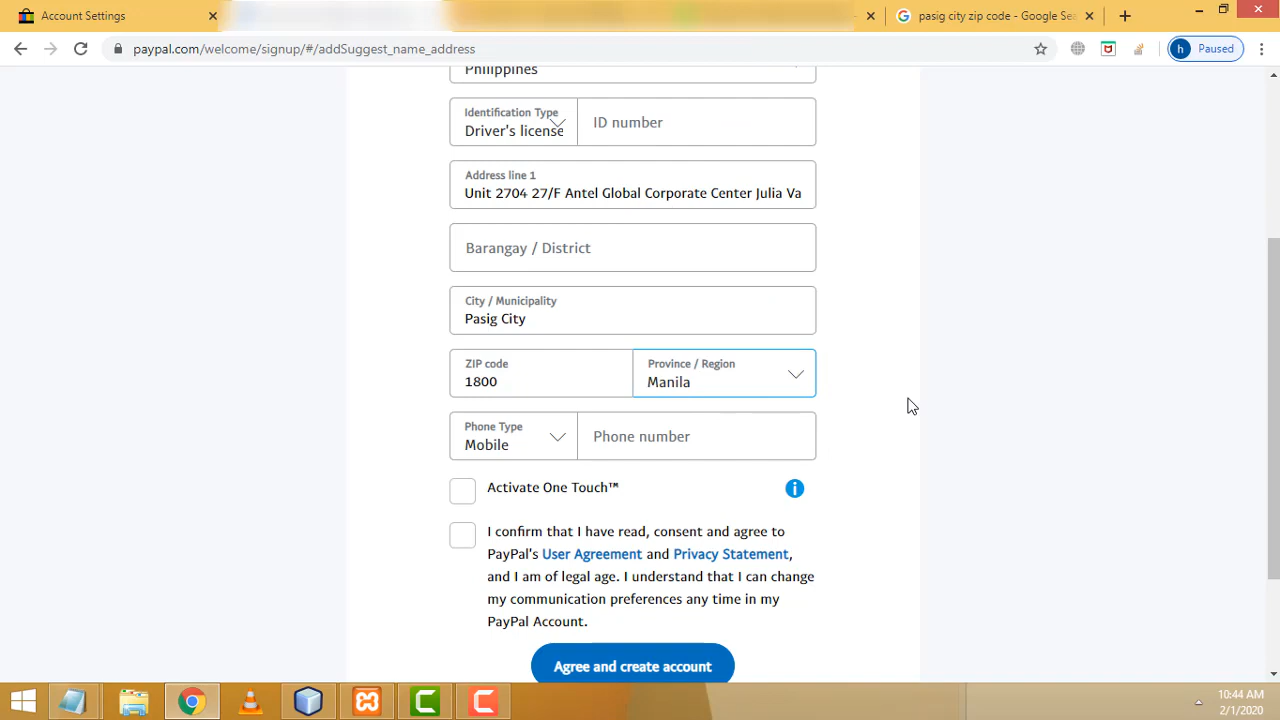 Account Settings
pasig city zip code - Google Sea
paypal.com/welcome/signup/#/addSuggest_name_address
h Paused
Philippines
Identification Type
Driver's license
ID number
Address line 1
Unit 2704 27/F Antel Global Corporate Center Julia Va
Barangay / District
City / Municipality
Pasig City
ZIP code
1800
Province / Region
Manila
Phone Type
Mobile
Phone number
Activate One Touch™
I confirm that I have read, consent and agree to
PayPal's User Agreement and Privacy Statement,
and I am of legal age. I understand that I can change
my communication preferences any time in my
PayPal Account.
Agree and create account
10:44 AM
2/1/2020